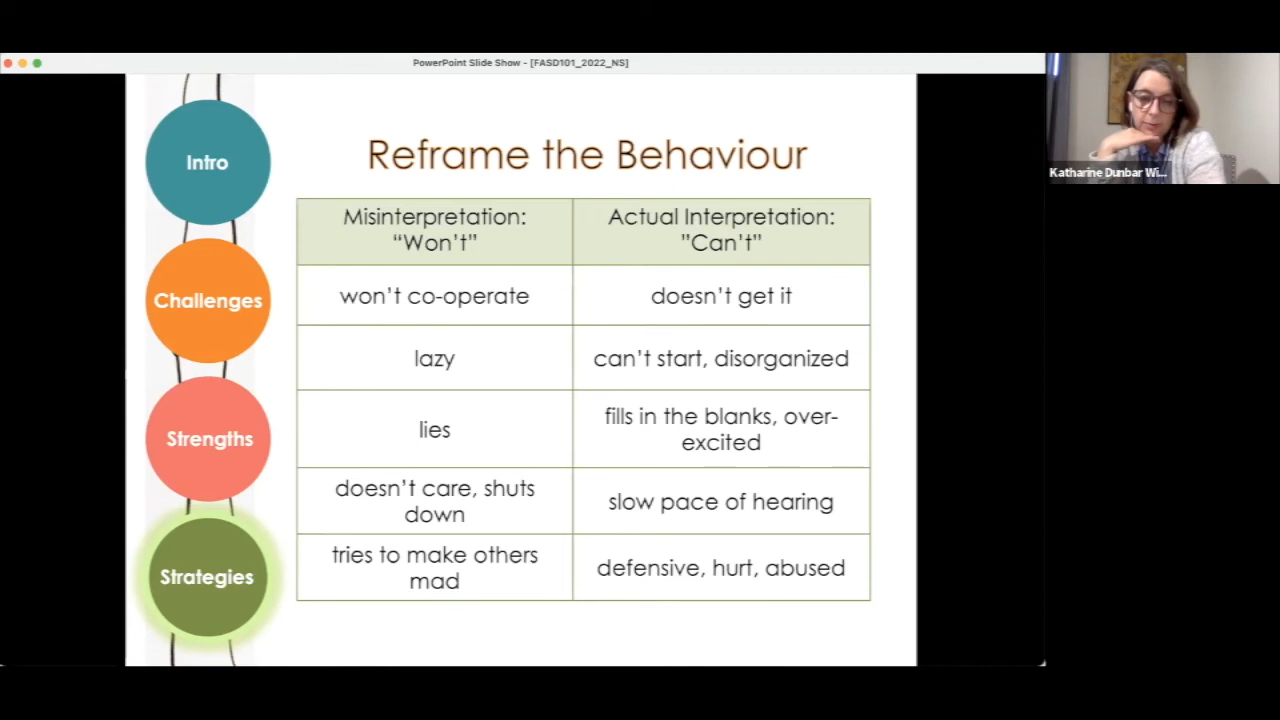 PowerPoint Slide Show - [FASD101_2022_NS]
Intro
Challenges
Strengths
Strategies
Reframe the Behaviour
Misinterpretation:
“Won’t”
Actual Interpretation:
”Can’t”
won’t co-operate
doesn’t get it
lazy
can’t start, disorganized
lies
fills in the blanks, over-
excited
doesn’t care, shuts
down
slow pace of hearing
tries to make others
mad
defensive, hurt, abused
Katharine Dunbar Wi...